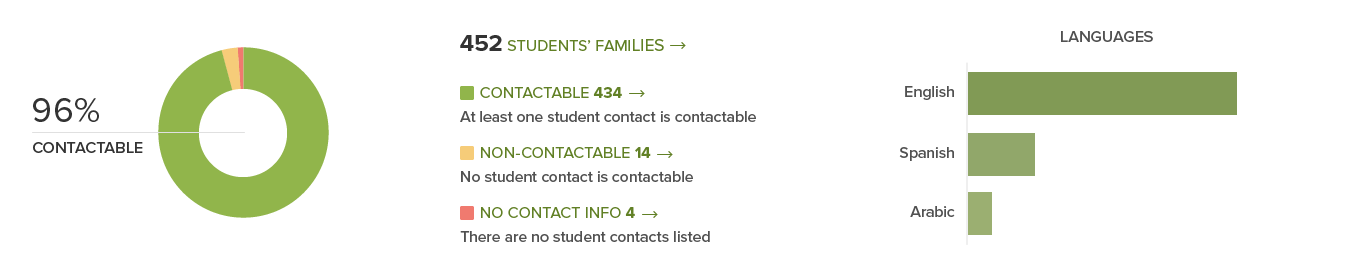 96%
CONTACTABLE
452 STUDENTS’ FAMILIES →
CONTACTABLE 434 →
At least one student contact is contactable
NON-CONTACTABLE 14 →
No student contact is contactable
NO CONTACT INFO 4 →
There are no student contacts listed
LANGUAGES
English
Spanish
Arabic